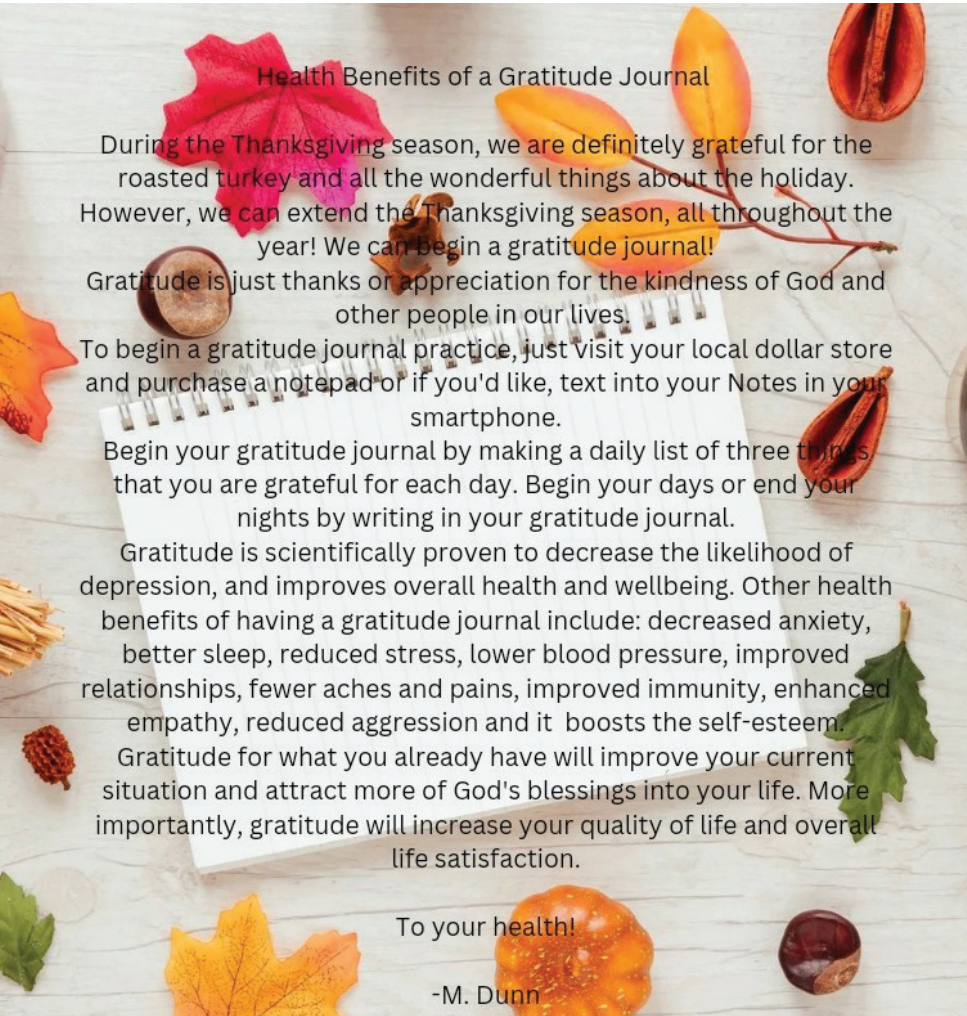 Health Benefits of a Gratitude Journal
During the Thanksgiving season, we are definitely grateful for the
roasted turkey and all the wonderful things about the holiday.
However, we can extend the Thanksgiving season, all throughout the
year! We can begin a gratitude journal!
Gratitude is just thanks or appreciation for the kindness of God and
other people in our lives.
To begin a gratitude journal practice, just visit your local dollar store
and purchase a notepad or if you'd like, text into your Notes in your
smartphone.
Begin your gratitude journal by making a daily list of three things
that you are grateful for each day. Begin your days or end your
nights by writing in your gratitude journal.
Gratitude is scientifically proven to decrease the likelihood of
depression, and improves overall health and wellbeing. Other health
benefits of having a gratitude journal include: decreased anxiety,
better sleep, reduced stress, lower blood pressure, improved
relationships, fewer aches and pains, improved immunity, enhanced
empathy, reduced aggression and it  boosts the self-esteem.
Gratitude for what you already have will improve your current
situation and attract more of God's blessings into your life. More
importantly, gratitude will increase your quality of life and overall
life satisfaction.
To your health!
-M. Dunn